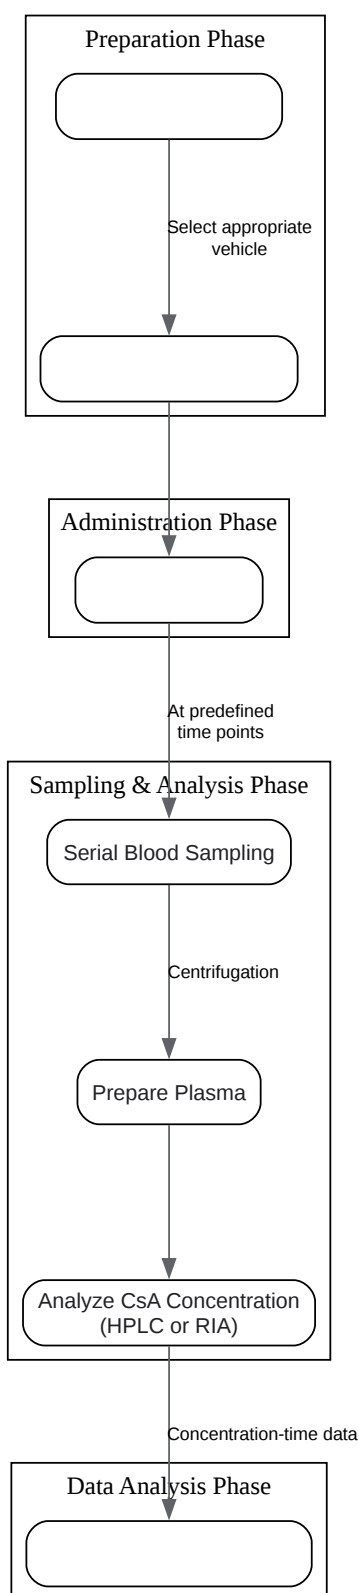 Preparation Phase
Select appropriate
vehicle
Administration Phase
At predefined
time points
Sampling & Analysis Phase
Serial Blood Sampling
Centrifugation
Prepare Plasma
Analyze CsA Concentration
(HPLC or RIA)
Concentration-time data
Data Analysis Phase